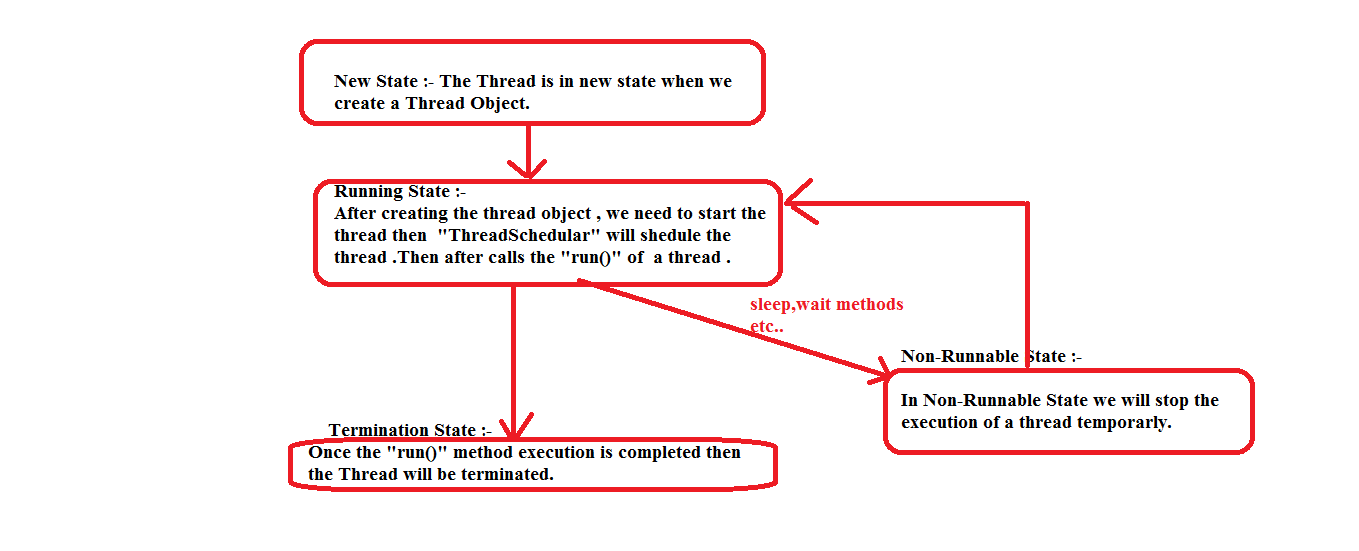 New State :- The Thread is in new state when we
create a Thread Object.
Running State :-
After creating the thread object , we need to start the
thread then "ThreadSchedular" will shedule the
thread .Then after calls the "run()" of a thread .
sleep,wait methods
etc..
Non-Runnable State :-
In Non-Runnable State we will stop the
execution of a thread temporarly.
Termination State :-
Once the "run()" method execution is completed then
the Thread will be terminated.